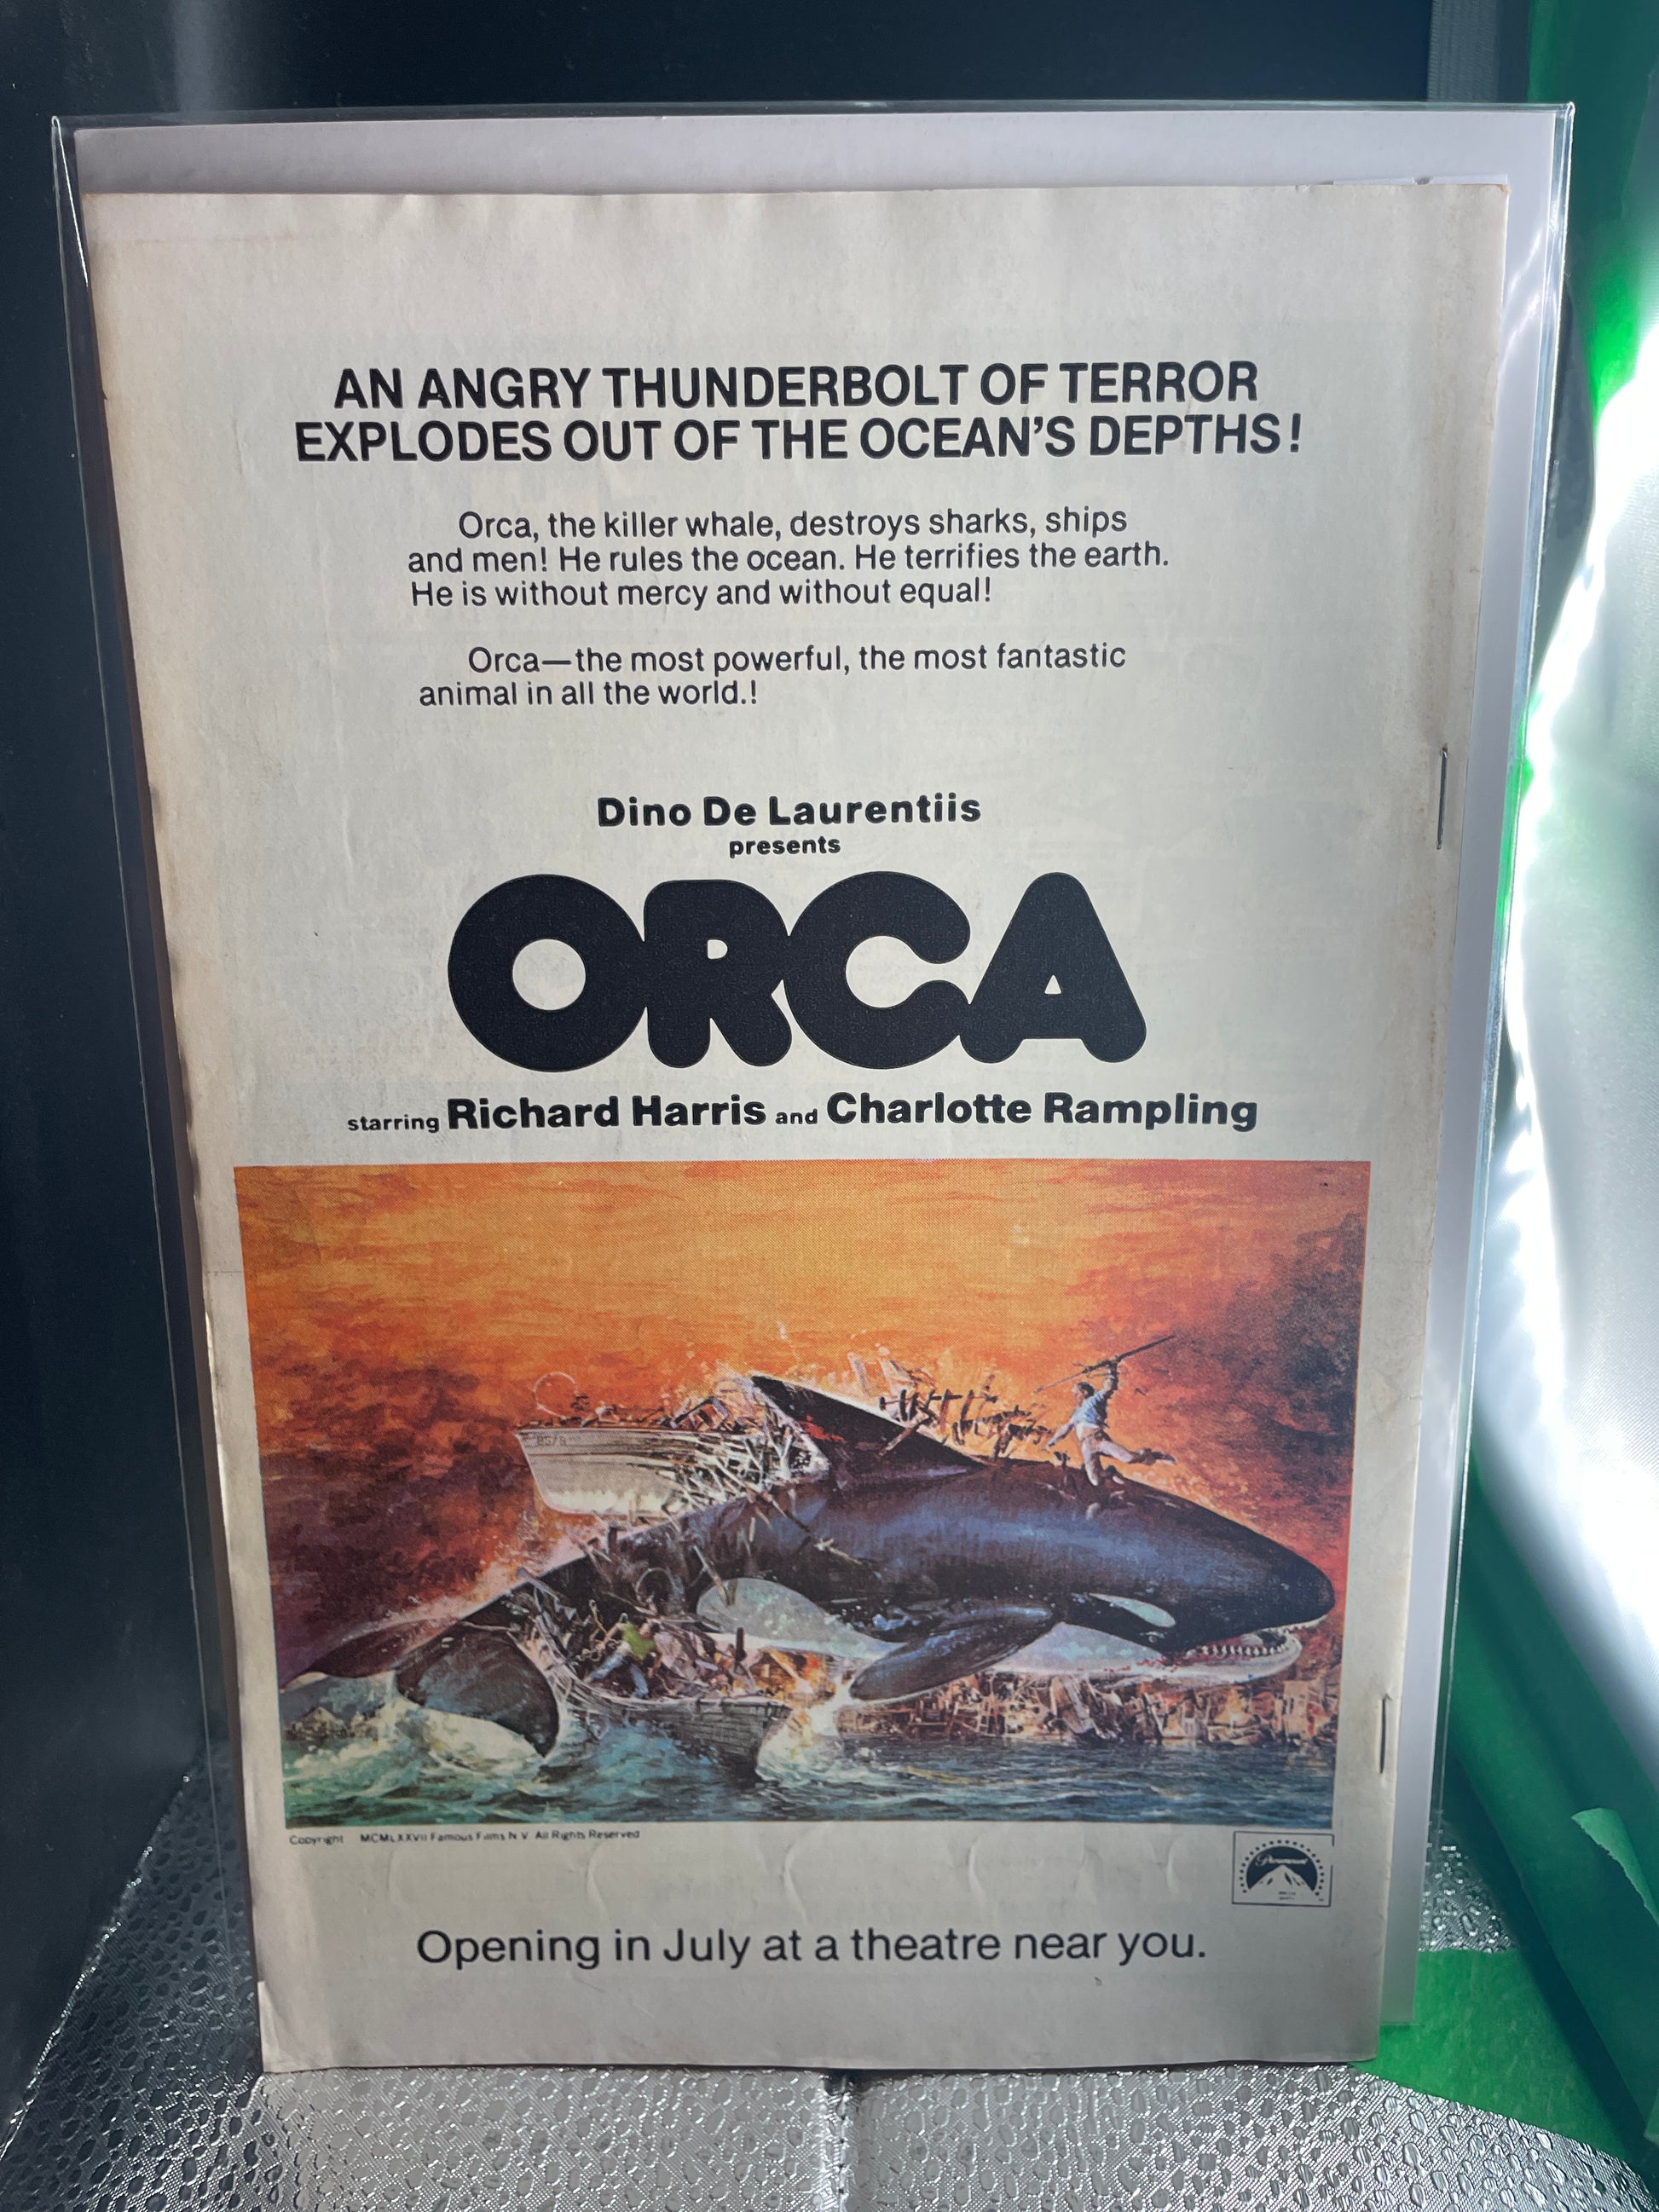 AN ANGRY THUNDERBOLT OF TERROR
EXPLODES OUT OF THE OCEAN'S DEPTHS!
Orca, the killer whale, destroys sharks, ships
and men! He rules the ocean. He terrifies the earth.
He is without mercy and without equal!
Orca—the most powerful, the most fantastic
animal in all the world.!
Dino De Laurentiis
presents
ORCA
starring Richard Harris and Charlotte Rampling
Copyright MCMLXXVII Famous Films N V All Rights Reserved
Paramount
Opening in July at a theatre near you.